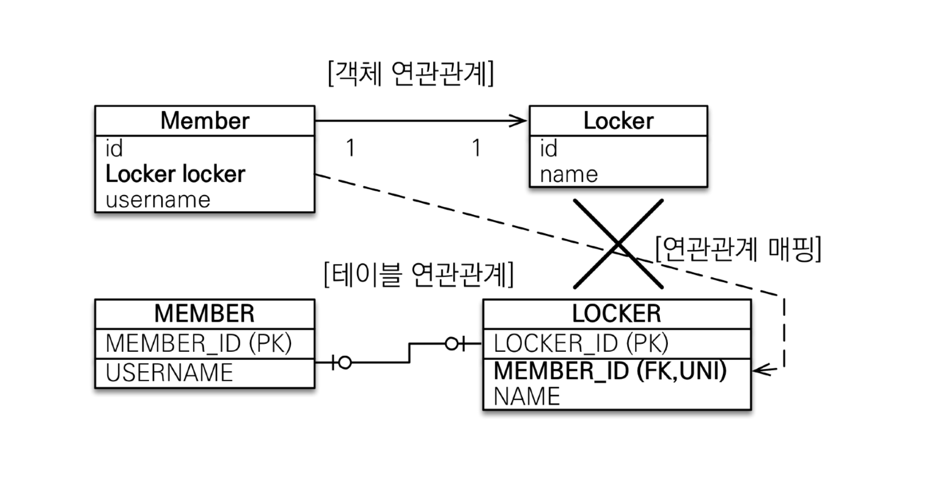 [객체 연관관계]
Member
Locker
id
Locker locker
username
1
1
id
name
[연관관계 매핑]
[테이블 연관관계]
MEMBER
MEMBER_ID (PK)
USERNAME
LOCKER
LOCKER_ID (PK)
MEMBER_ID (FK,UNI)
NAME